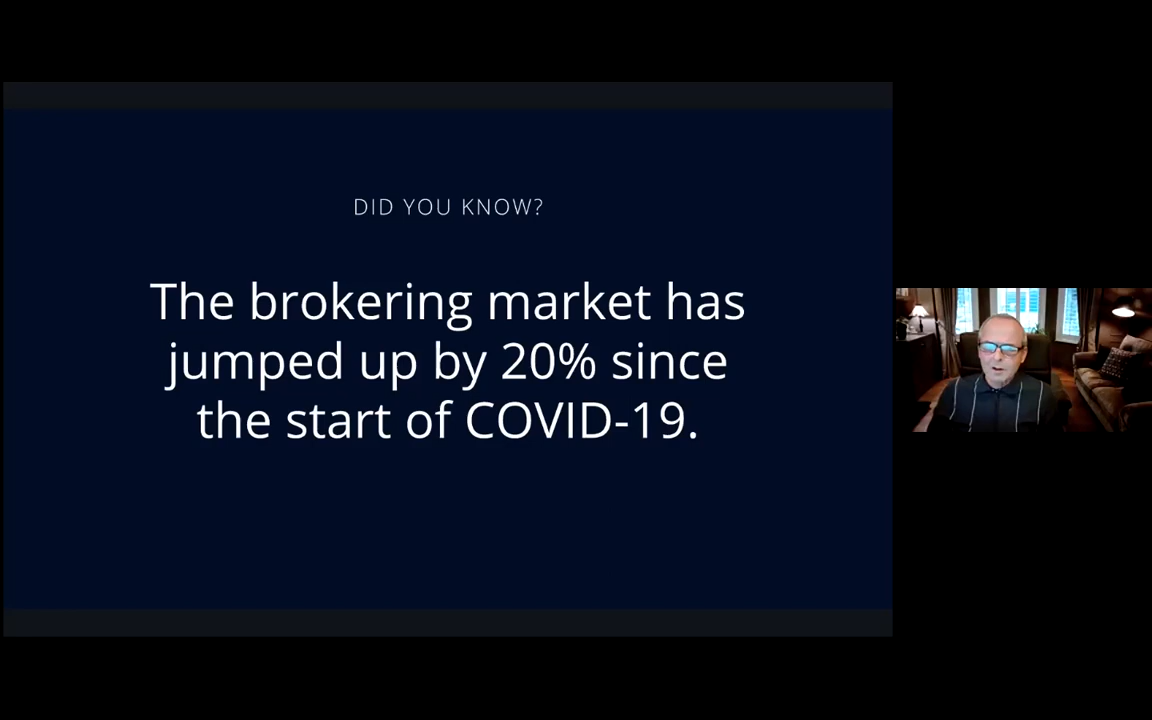 DID YOU KNOW?
The brokering market has
jumped up by 20% since
the start of COVID-19.